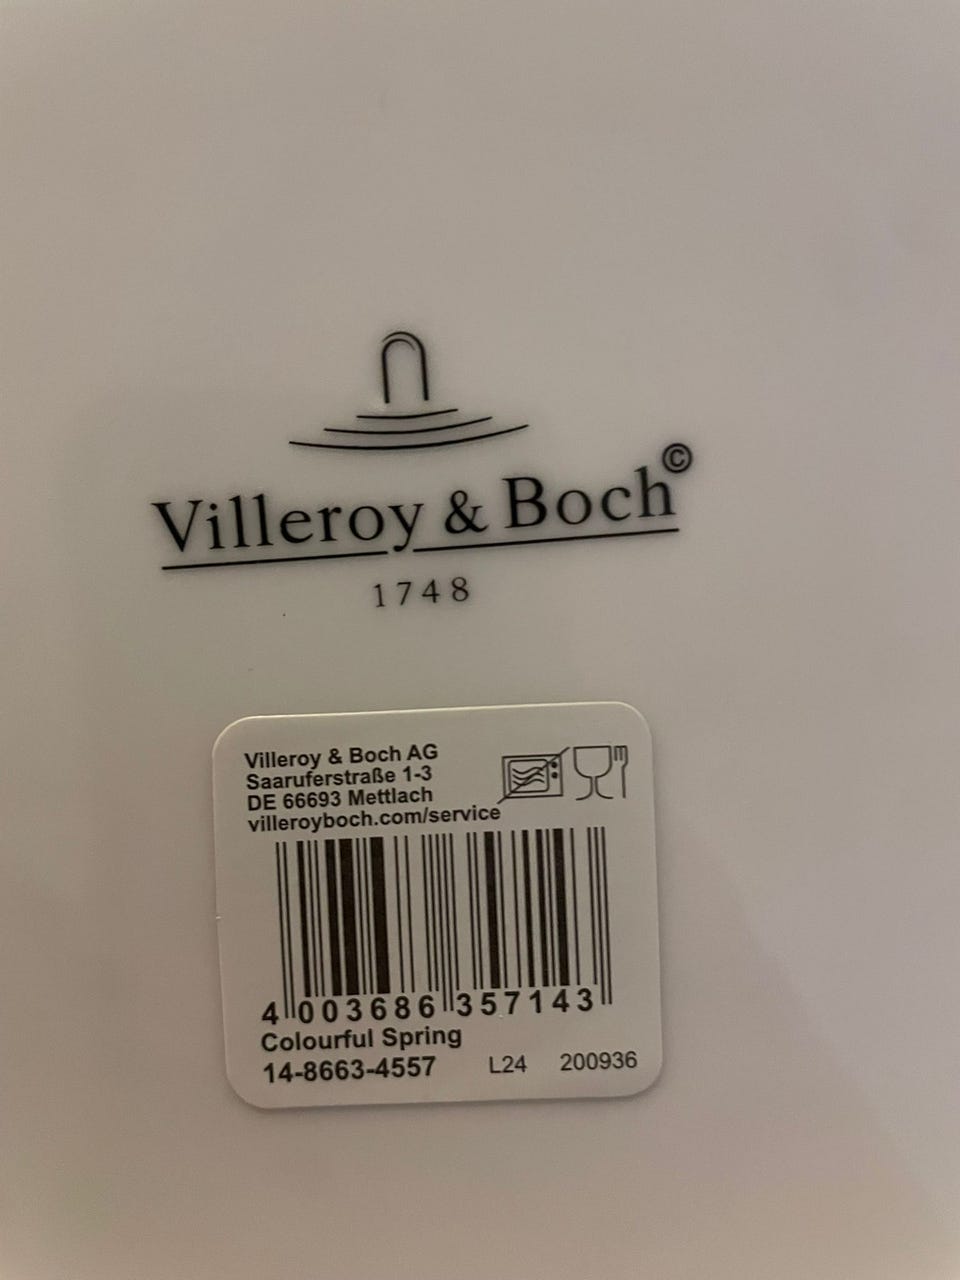 Villeroy & Boch©
1748
Villeroy & Boch AG
Saaruferstraße 1-3
DE 66693 Mettlach
villeroyboch.com/service
4 003686 357143
Colourful Spring
14-8663-4557 L24 200936